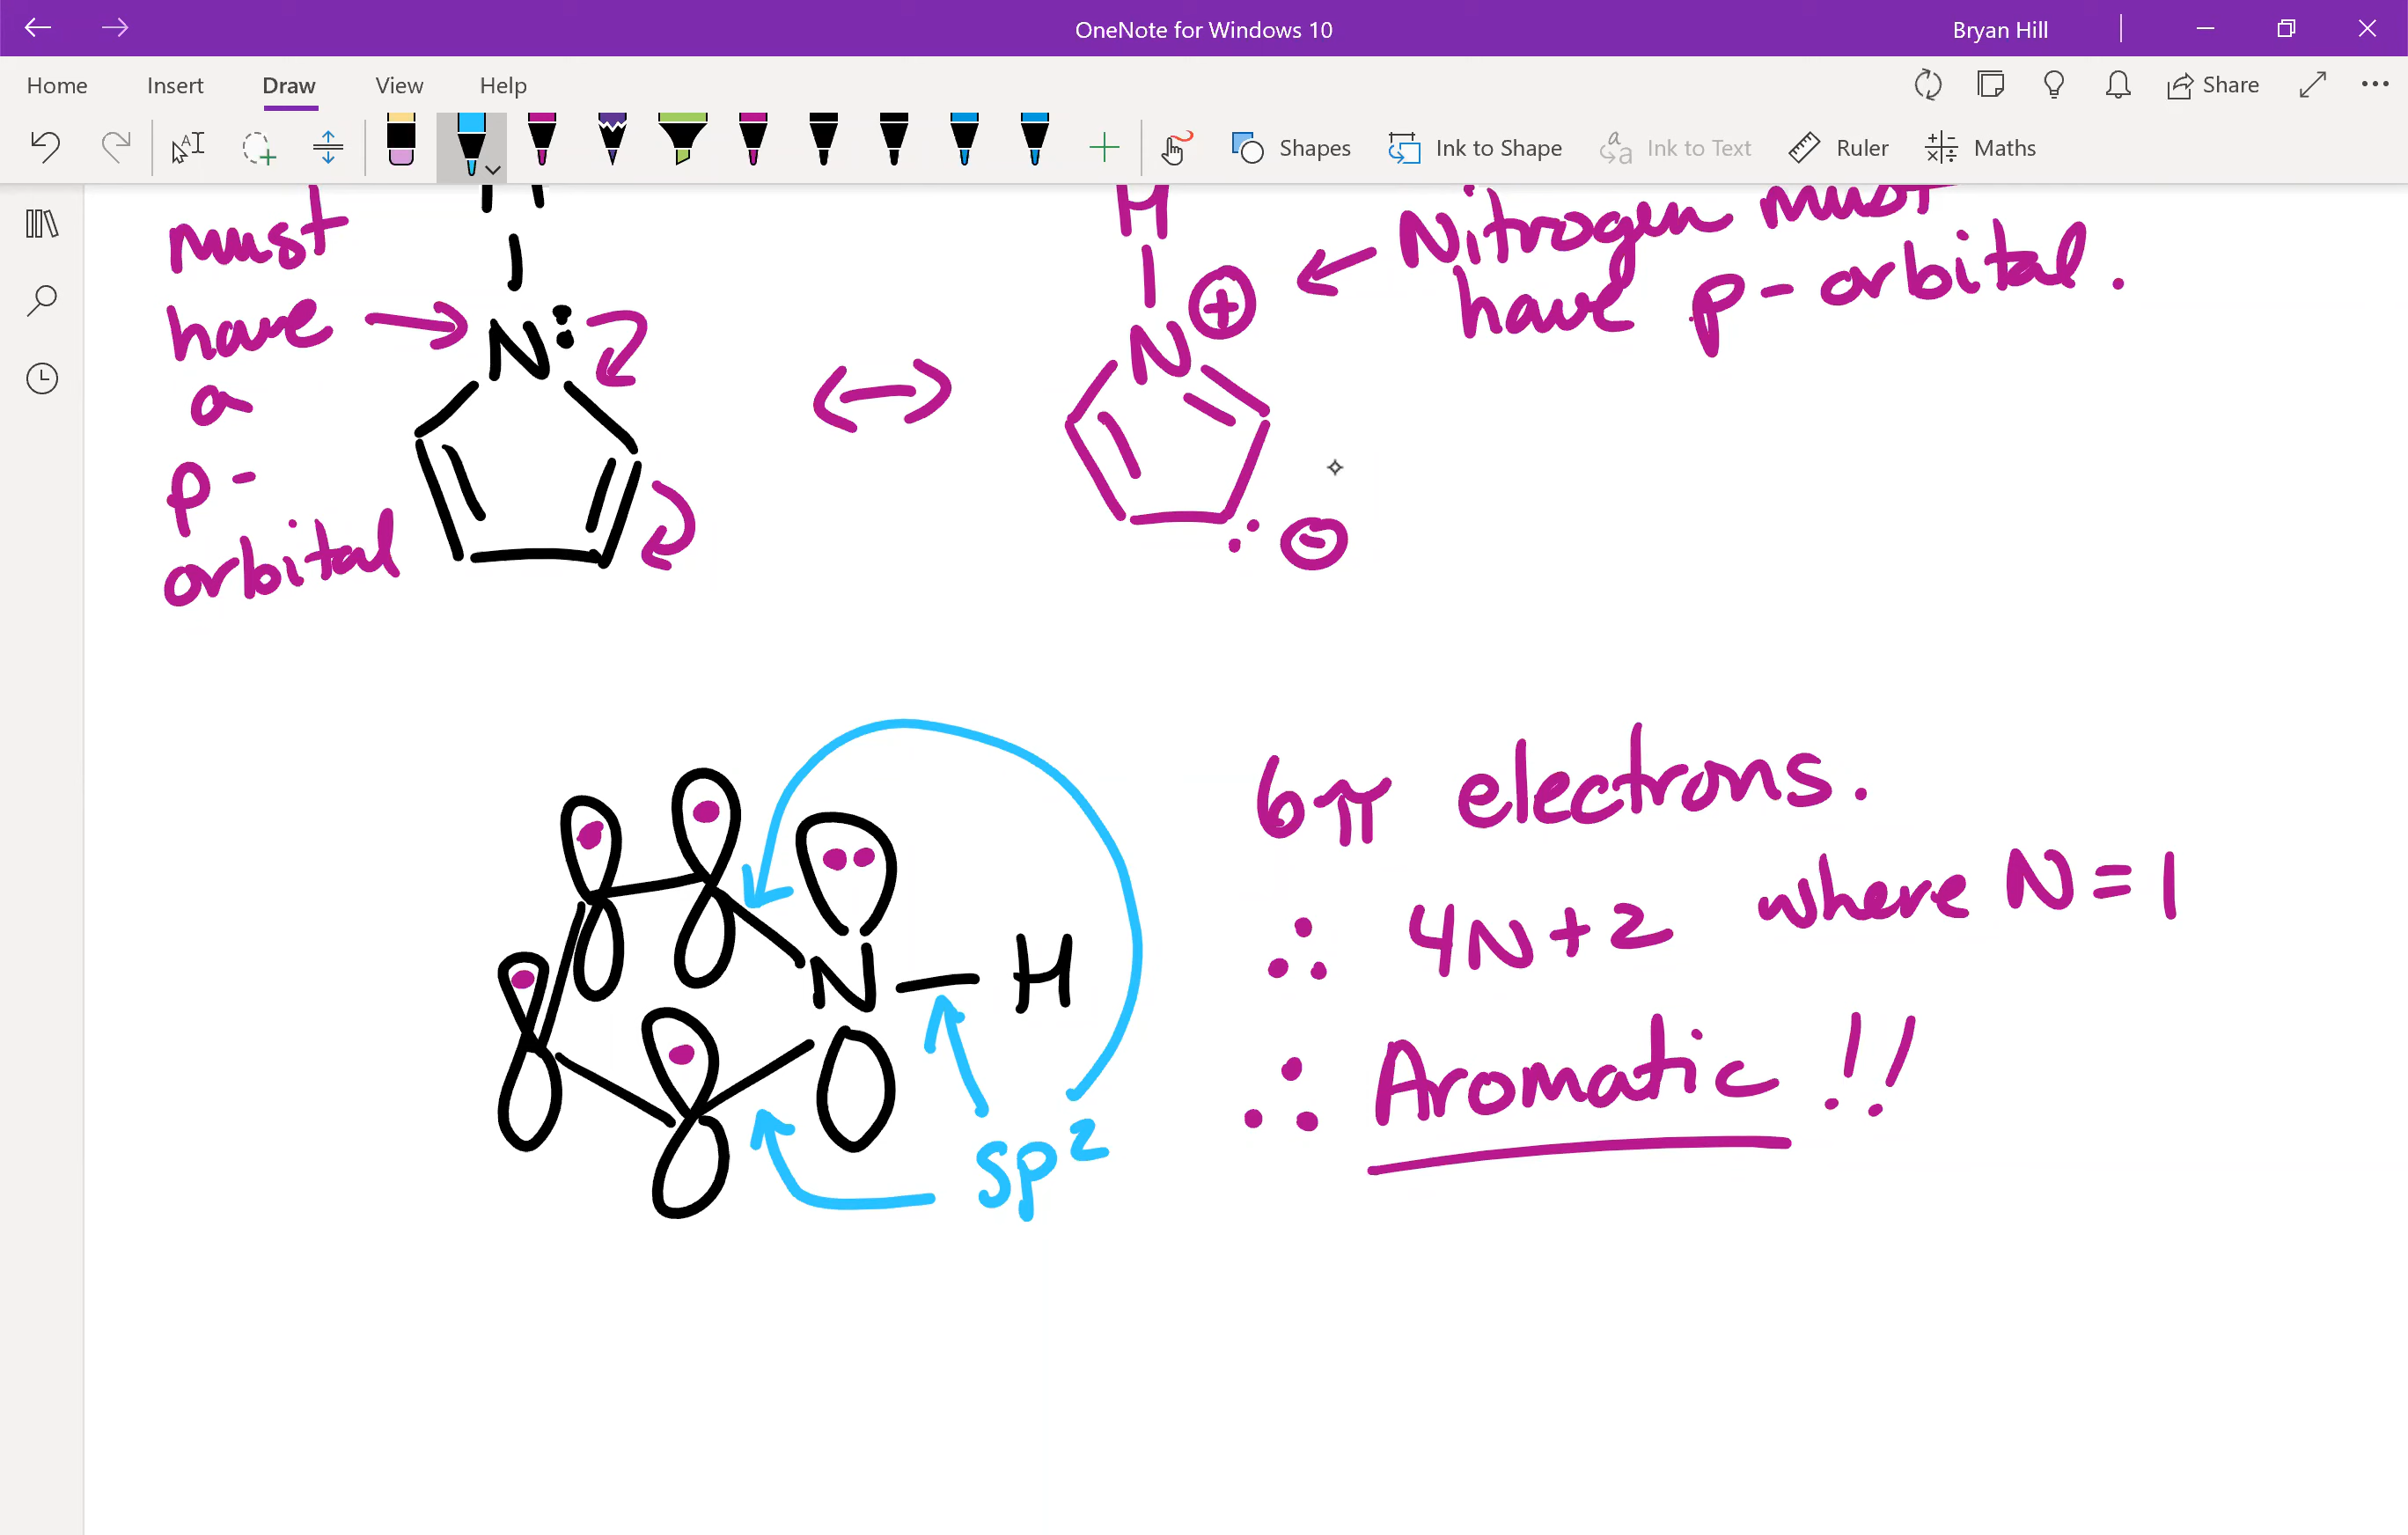 OneNote for Windows 10
Bryan Hill
Home Insert Draw View Help
Share
Shapes Ink to Shape Ink to Text Ruler Maths
must
have
a
p-
orbital
N:
H
N
⊕
:
⊖
Nitrogen must
have p-orbital.
N
H
sp²
6π electrons.
∴ 4N+2 where N=1
∴ Aromatic !!